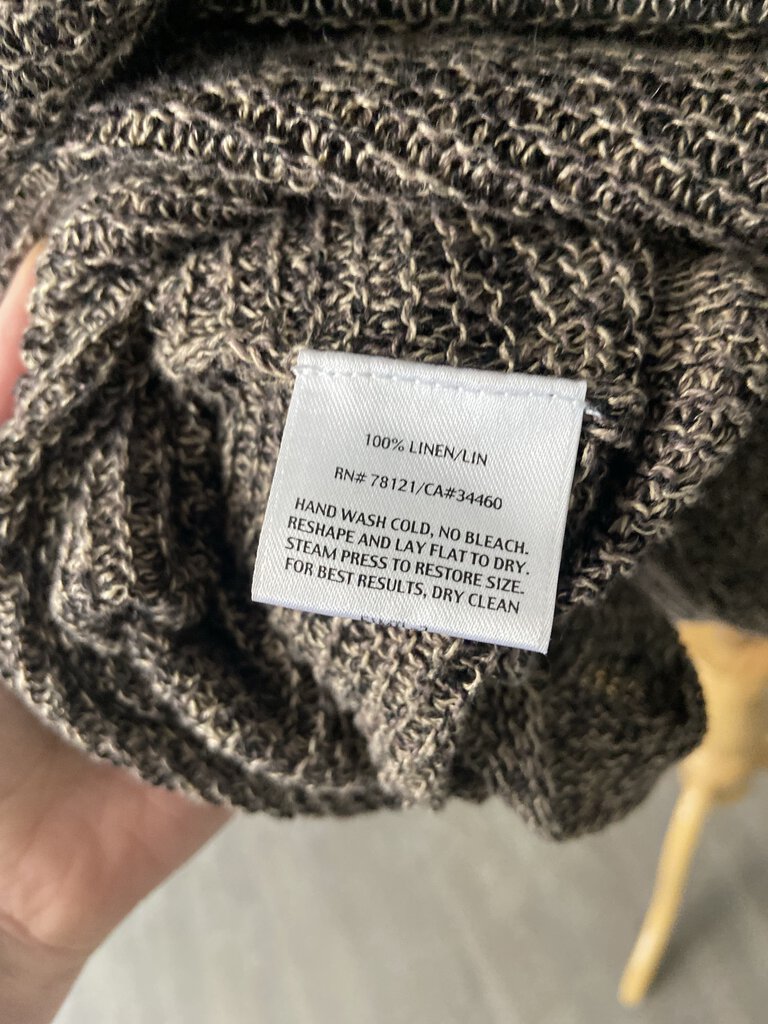 100% LINEN/LIN
RN# 78121/CA#34460
HAND WASH COLD, NO BLEACH.
RESHAPE AND LAY FLAT TO DRY.
STEAM PRESS TO RESTORE SIZE.
FOR BEST RESULTS, DRY CLEAN